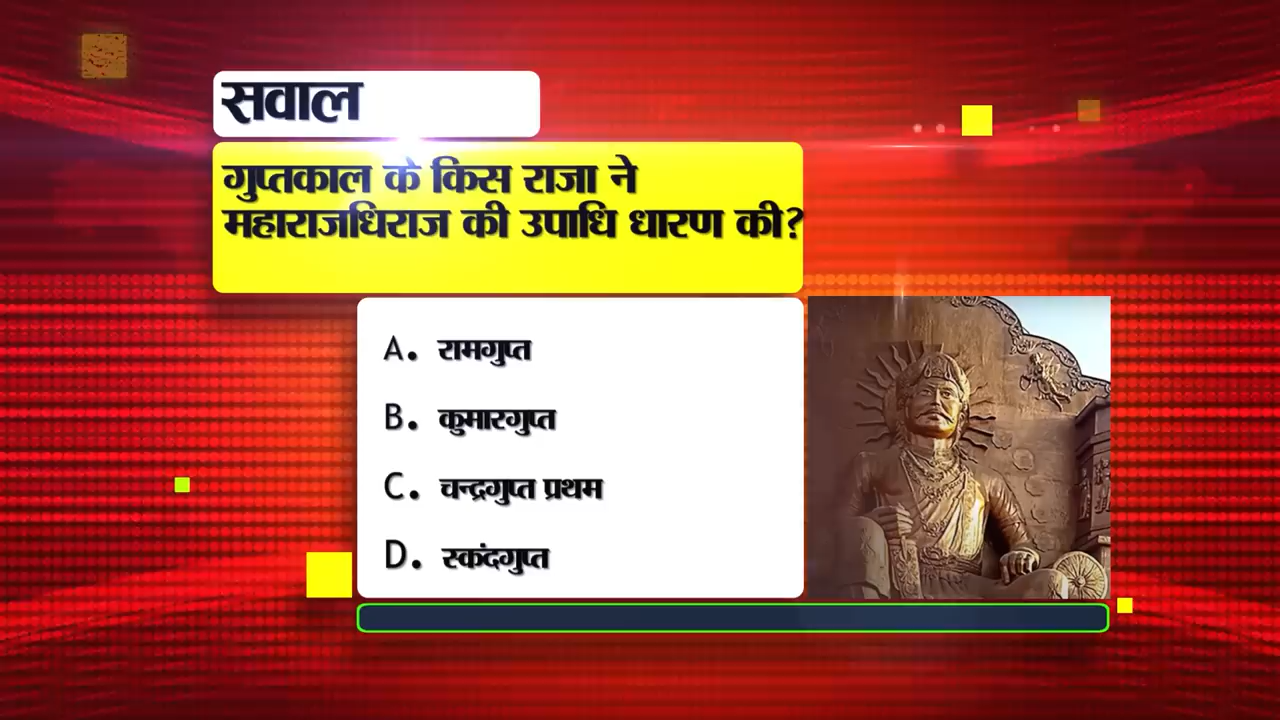 सवाल
गुप्तकाल के किस राजा ने
महाराजधिराज की उपाधि धारण की?
A. रामगुप्त
B. कुमारगुप्त
C. चन्द्रगुप्त प्रथम
D. स्कंदगुप्त